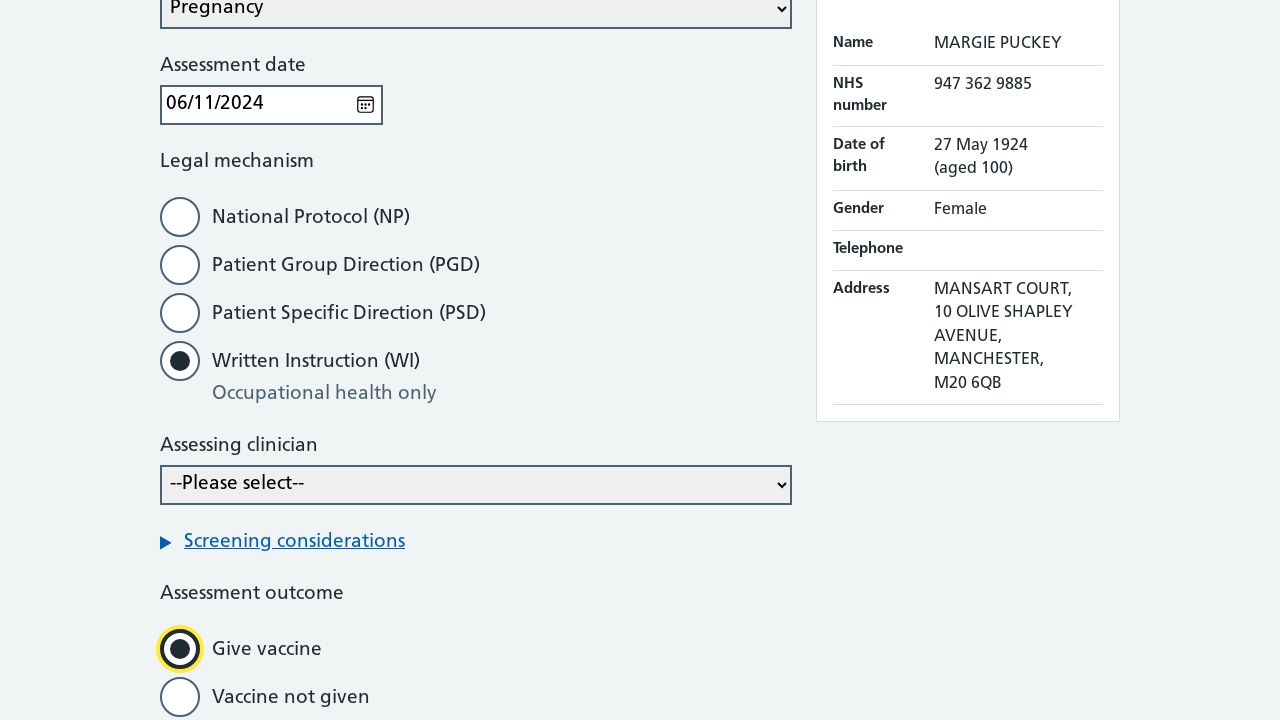 Pregnancy
Assessment date
06/11/2024
Legal mechanism
National Protocol (NP)
Patient Group Direction (PGD)
Patient Specific Direction (PSD)
Written Instruction (WI)
Occupational health only
Assessing clinician
--Please select--
Screening considerations
Assessment outcome
Give vaccine
Vaccine not given
Name MARGIE PUCKEY
NHS number 947 362 9885
Date of birth 27 May 1924
(aged 100)
Gender Female
Telephone
Address MANSART COURT,
10 OLIVE SHAPLEY
AVENUE,
MANCHESTER,
M20 6QB